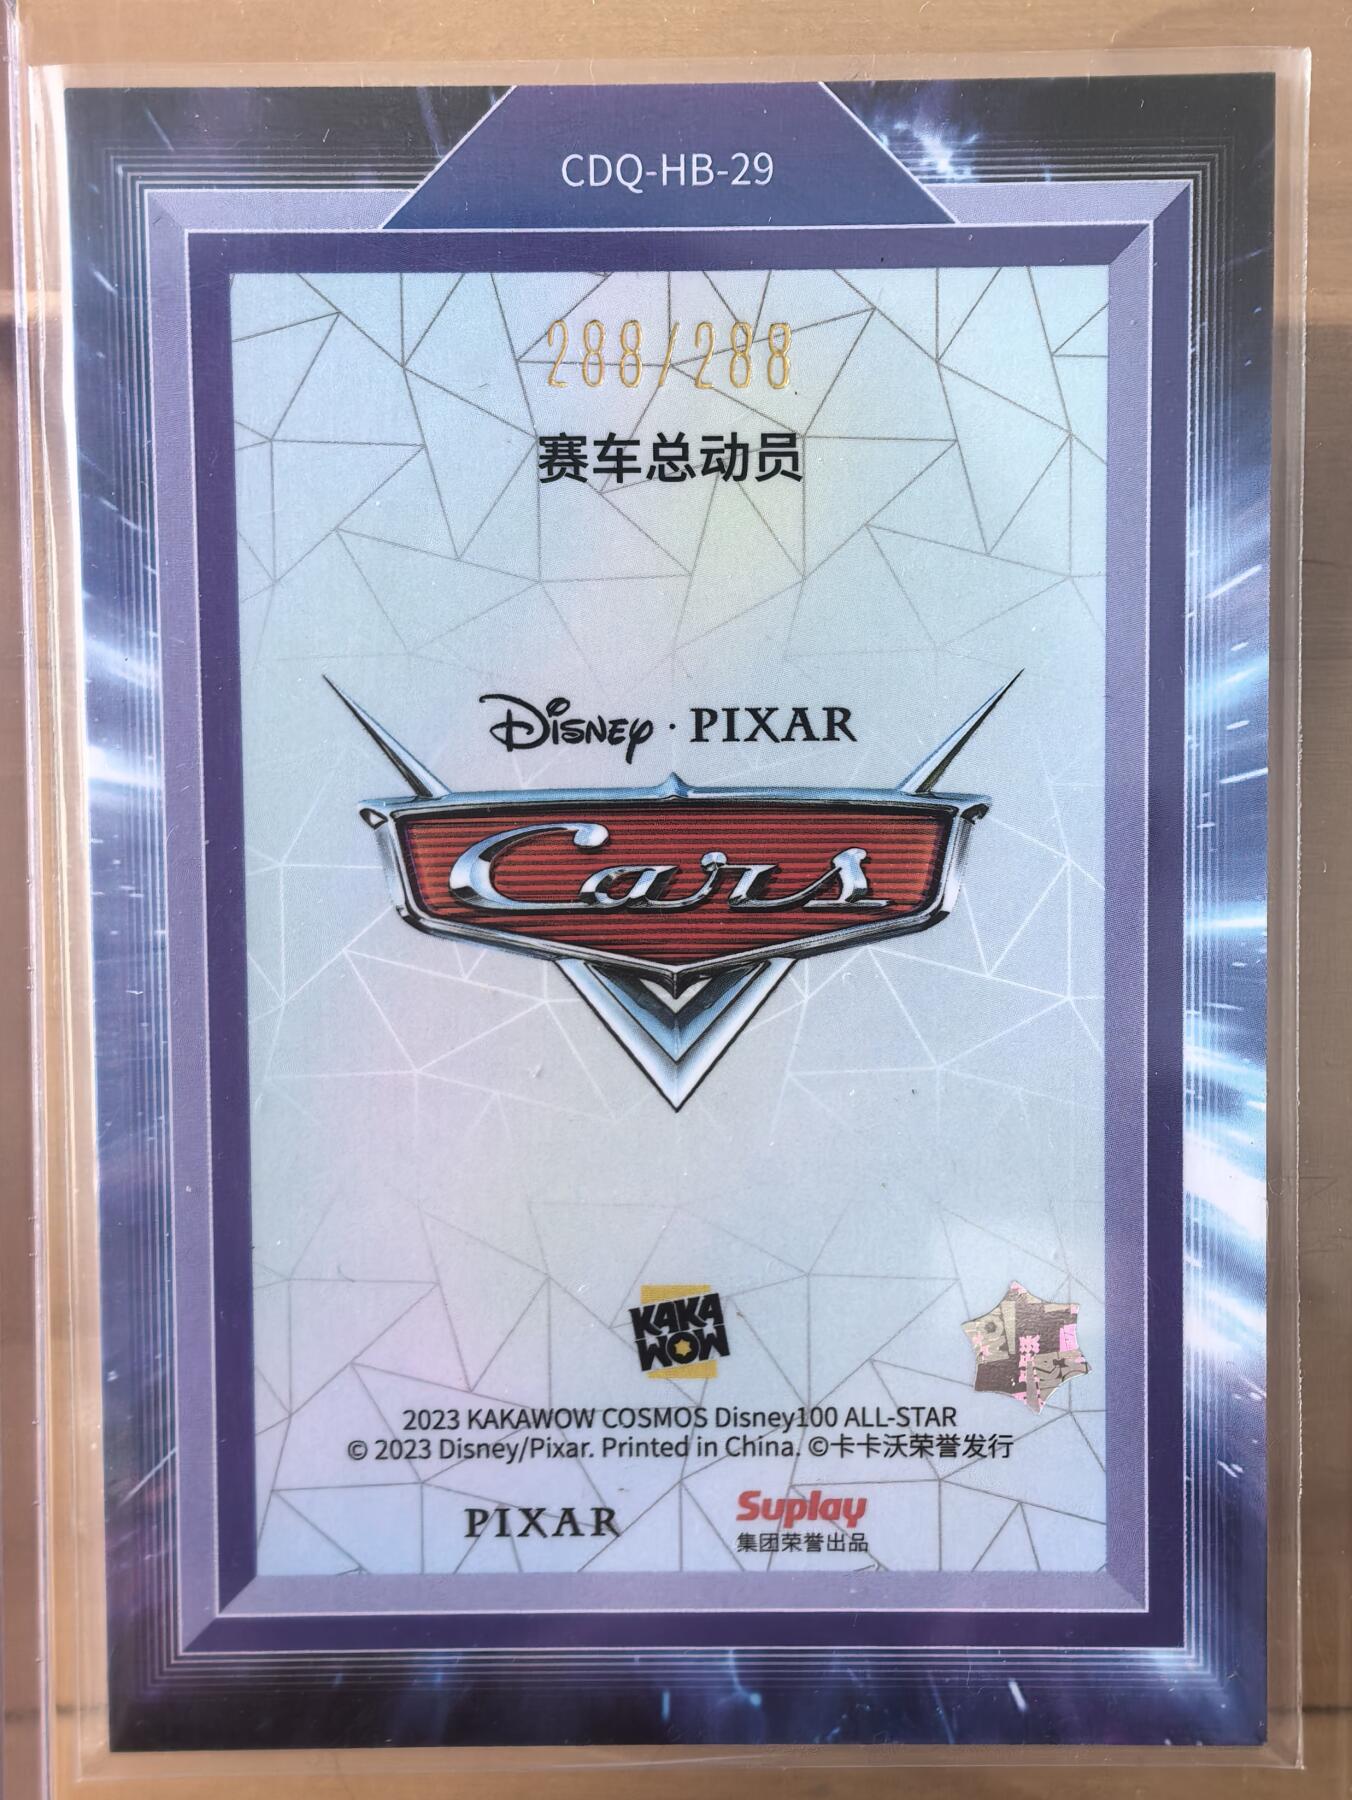 CDQ-HB-29
288/288
赛车总动员
Disney · PIXAR
Cars
KAKA
WOW
2023 KAKAWOW COSMOS Disney100 ALL-STAR
© 2023 Disney/Pixar. Printed in China. ©卡卡沃荣誉发行
PIXAR
Suplay
集团荣誉出品